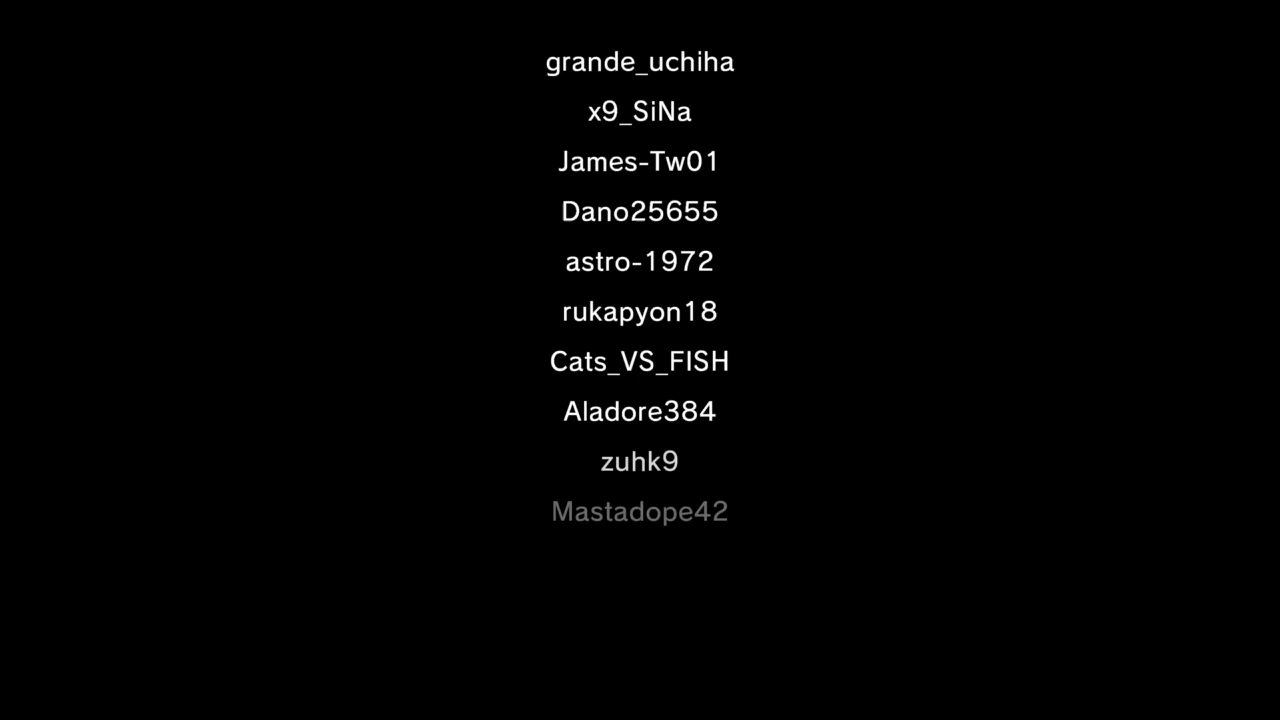 grande_uchiha
x9_SiNa
James-Tw01
Dano25655
astro-1972
rukapyon18
Cats_VS_FISH
Aladore384
zuhk9
Mastadope42